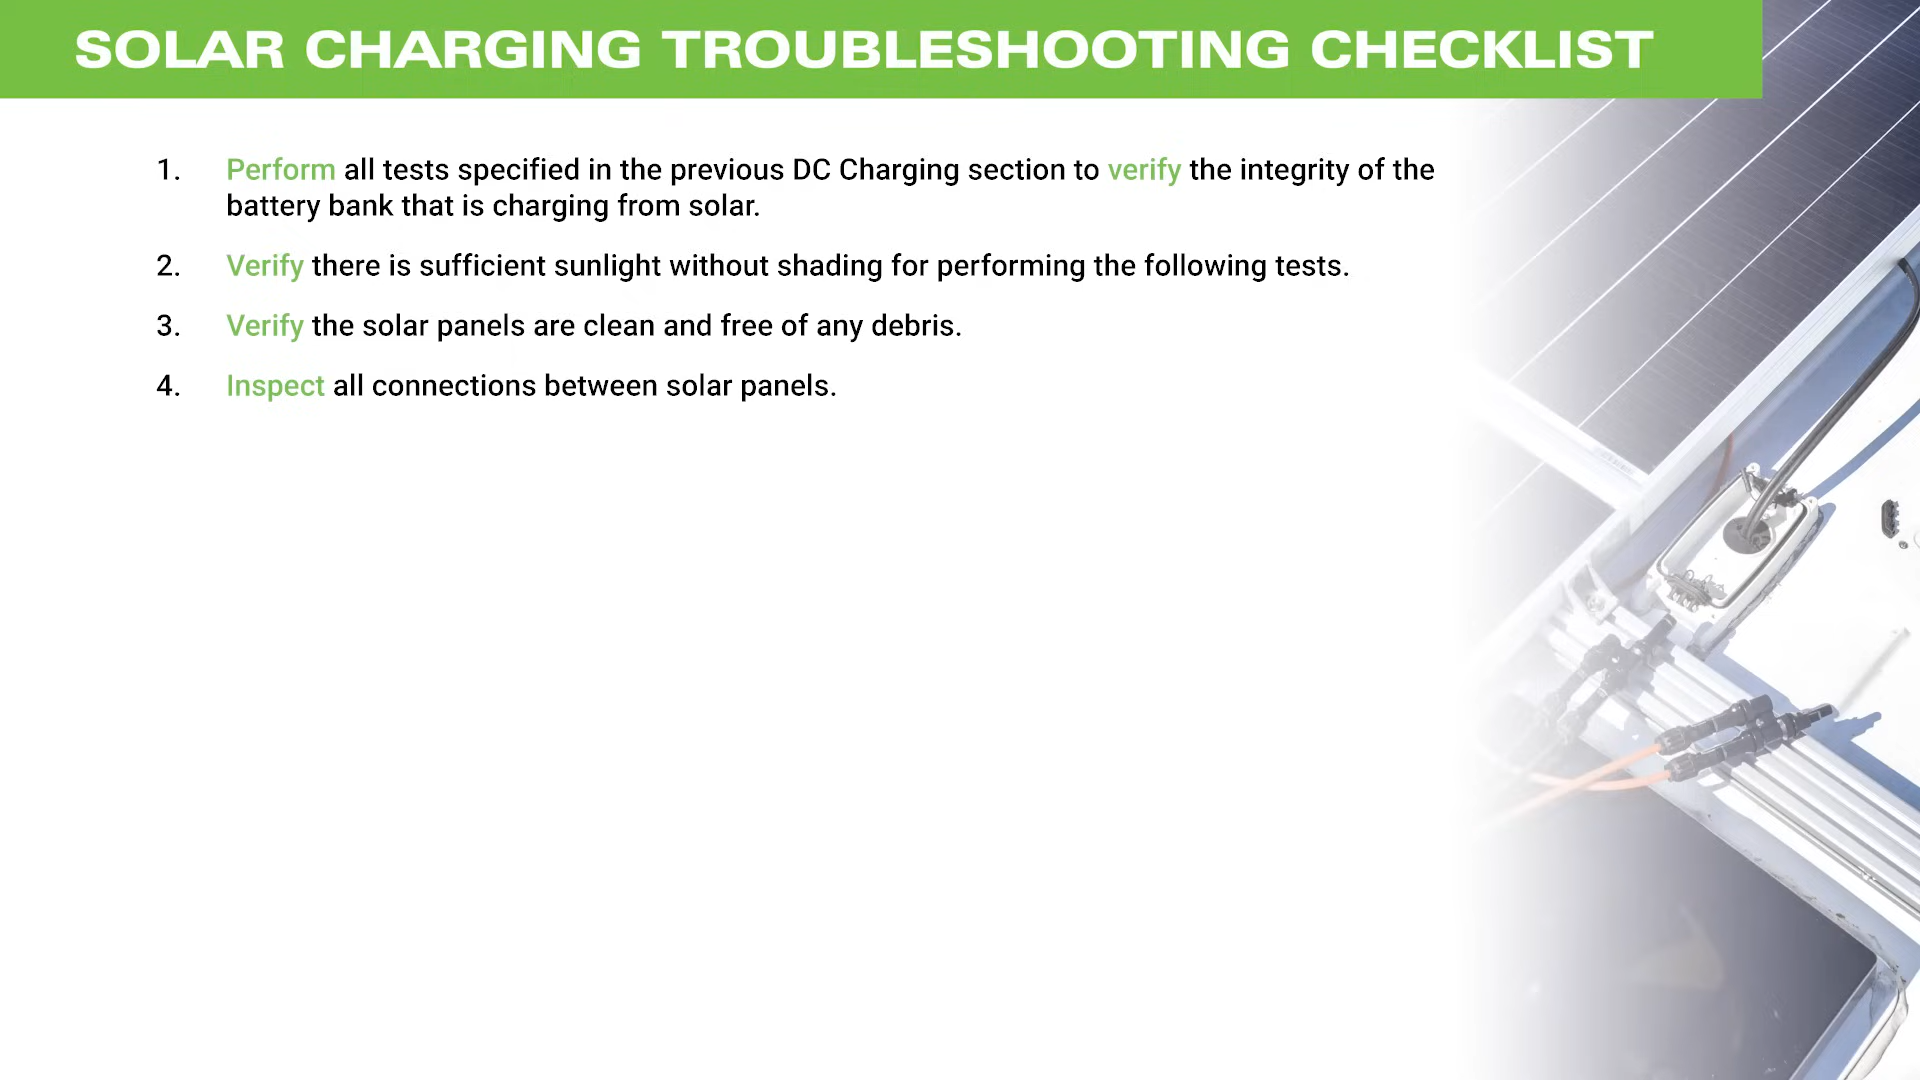 SOLAR CHARGING TROUBLESHOOTING CHECKLIST
1. Perform all tests specified in the previous DC Charging section to verify the integrity of the
battery bank that is charging from solar.
2. Verify there is sufficient sunlight without shading for performing the following tests.
3. Verify the solar panels are clean and free of any debris.
4. Inspect all connections between solar panels.